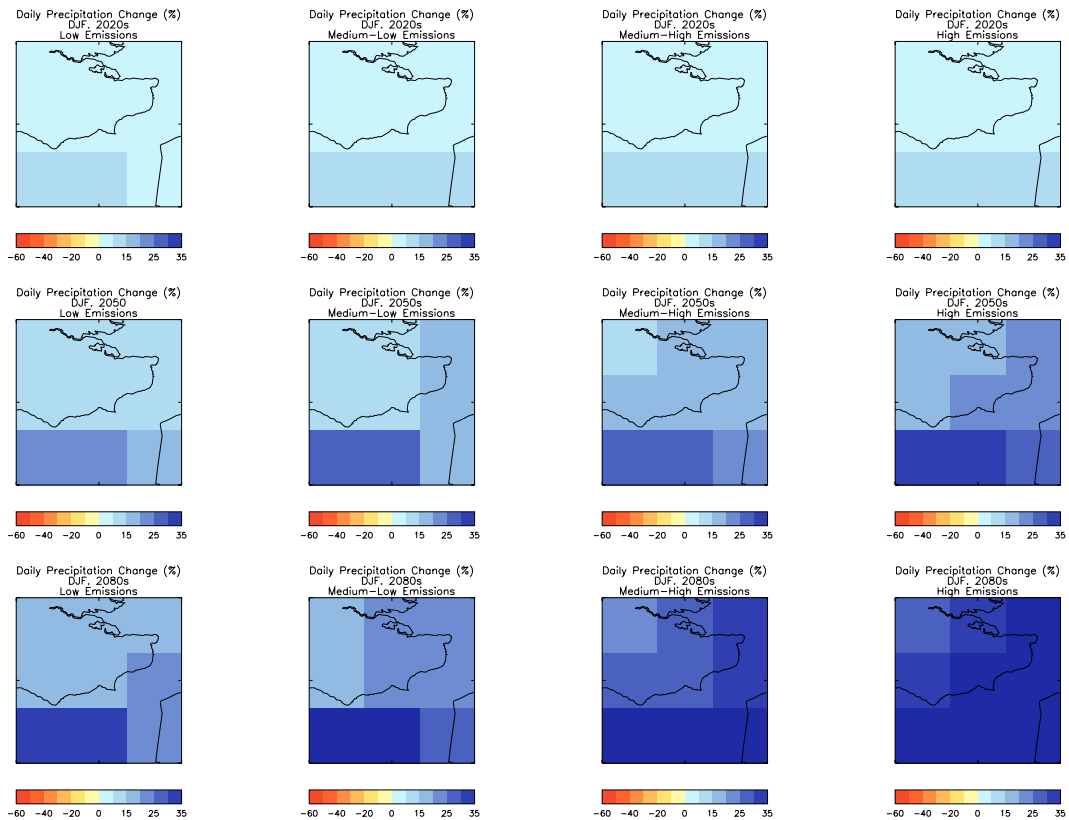 Daily Precipitation Change (%)
DJF. 2020s
Low Emissions
-60 -40 -20 0 15 25 35
Daily Precipitation Change (%)
DJF. 2020s
Medium-Low Emissions
-60 -40 -20 0 15 25 35
Daily Precipitation Change (%)
DJF. 2020s
Medium-High Emissions
-60 -40 -20 0 15 25 35
Daily Precipitation Change (%)
DJF. 2020s
High Emissions
-60 -40 -20 0 15 25 35
Daily Precipitation Change (%)
DJF. 2050
Low Emissions
-60 -40 -20 0 15 25 35
Daily Precipitation Change (%)
DJF. 2050s
Medium-Low Emissions
-60 -40 -20 0 15 25 35
Daily Precipitation Change (%)
DJF. 2050s
Medium-High Emissions
-60 -40 -20 0 15 25 35
Daily Precipitation Change (%)
DJF. 2050s
High Emissions
-60 -40 -20 0 15 25 35
Daily Precipitation Change (%)
DJF. 2080s
Low Emissions
-60 -40 -20 0 15 25 35
Daily Precipitation Change (%)
DJF. 2080s
Medium-Low Emissions
-60 -40 -20 0 15 25 35
Daily Precipitation Change (%)
DJF. 2080s
Medium-High Emissions
-60 -40 -20 0 15 25 35
Daily Precipitation Change (%)
DJF. 2080s
High Emissions
-60 -40 -20 0 15 25 35